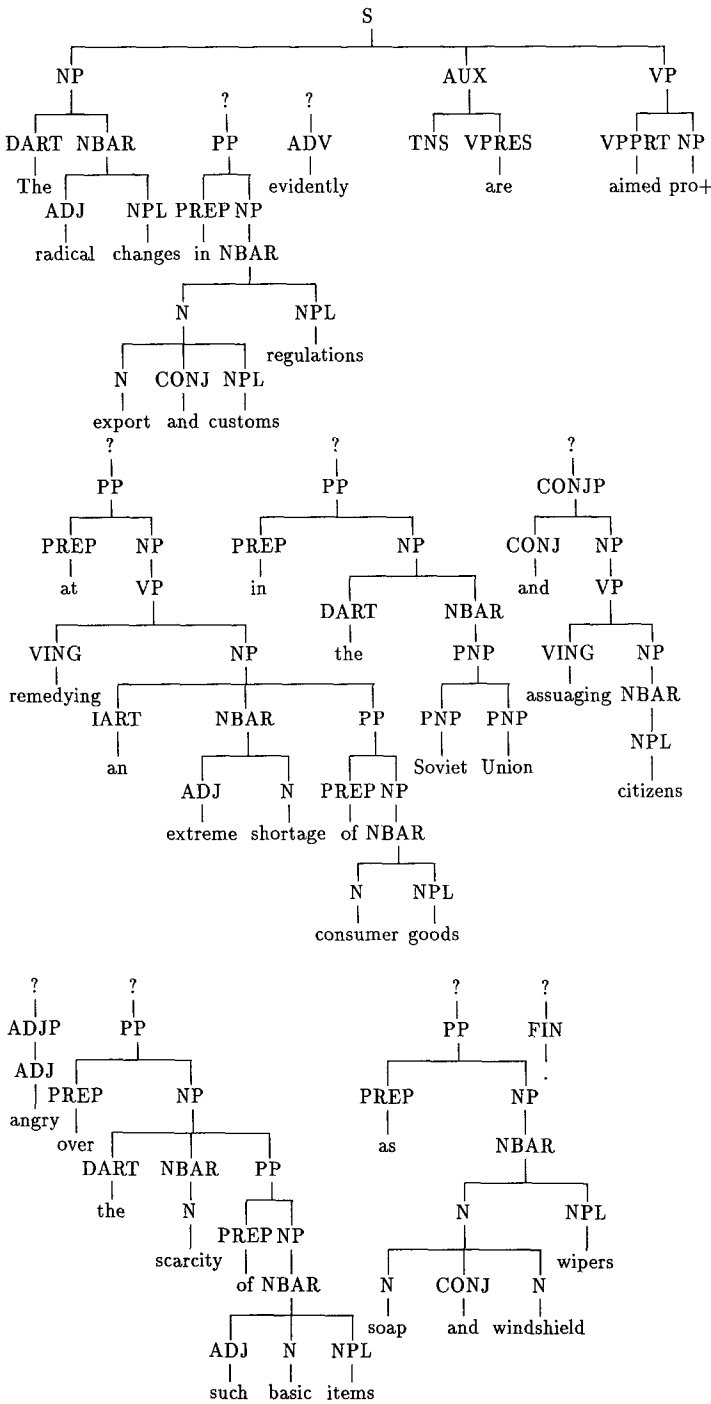 S
NP AUX VP
? ?
DART NBAR PP ADV TNS VPRES VPPRT NP
The evidently are aimed pro+
ADJ NPL PREP NP
radical changes in NBAR
N NPL
regulations
N CONJ NPL
export and customs
? ? ?
PP PP CONJP
PREP NP PREP NP CONJ NP
at VP in and VP
DART NBAR
VING NP the PNP VING NP
remedying assuaging NBAR
IART NBAR PP PNP PNP
NPL
an Soviet Union
ADJ N PREP NP citizens
extreme shortage of NBAR
N NPL
consumer goods
? ? ? ?
ADJP PP PP FIN
ADJ .
PREP NP PREP NP
angry
over as
DART NBAR PP NBAR
the N N NPL
PREP NP
scarcity wipers
of NBAR N CONJ N
soap and windshield
ADJ N NPL
such basic items